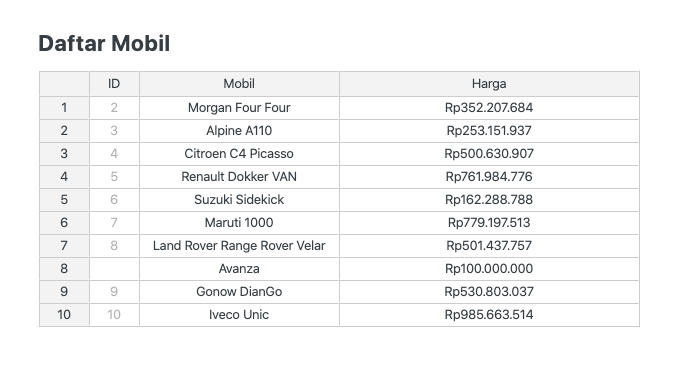 Daftar Mobil
ID Mobil Harga
1 2 Morgan Four Four Rp352.207.684
2 3 Alpine A110 Rp253.151.937
3 4 Citroen C4 Picasso Rp500.630.907
4 5 Renault Dokker VAN Rp761.984.776
5 6 Suzuki Sidekick Rp162.288.788
6 7 Maruti 1000 Rp779.197.513
7 8 Land Rover Range Rover Velar Rp501.437.757
8 Avanza Rp100.000.000
9 9 Gonow DianGo Rp530.803.037
10 10 Iveco Unic Rp985.663.514